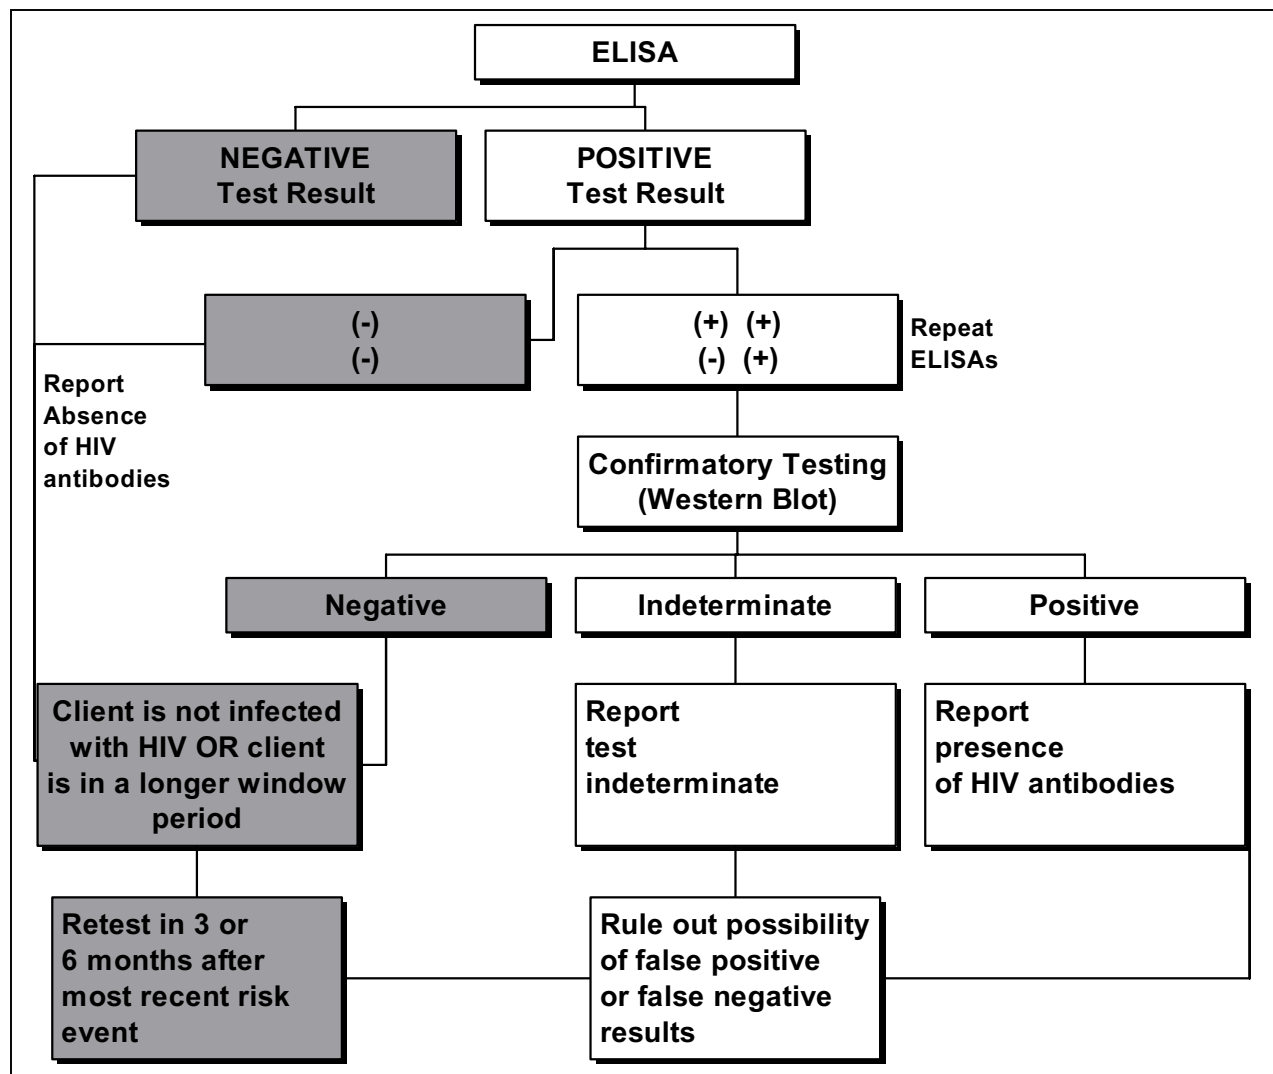 ELISA
NEGATIVE
Test Result
POSITIVE
Test Result
(-)
(-)
(+) (+)
(-) (+)
Repeat
ELISAs
Report
Absence
of HIV
antibodies
Confirmatory Testing
(Western Blot)
Negative
Indeterminate
Positive
Client is not infected
with HIV OR client
is in a longer window
period
Report
test
indeterminate
Report
presence
of HIV antibodies
Retest in 3 or
6 months after
most recent risk
event
Rule out possibility
of false positive
or false negative
results